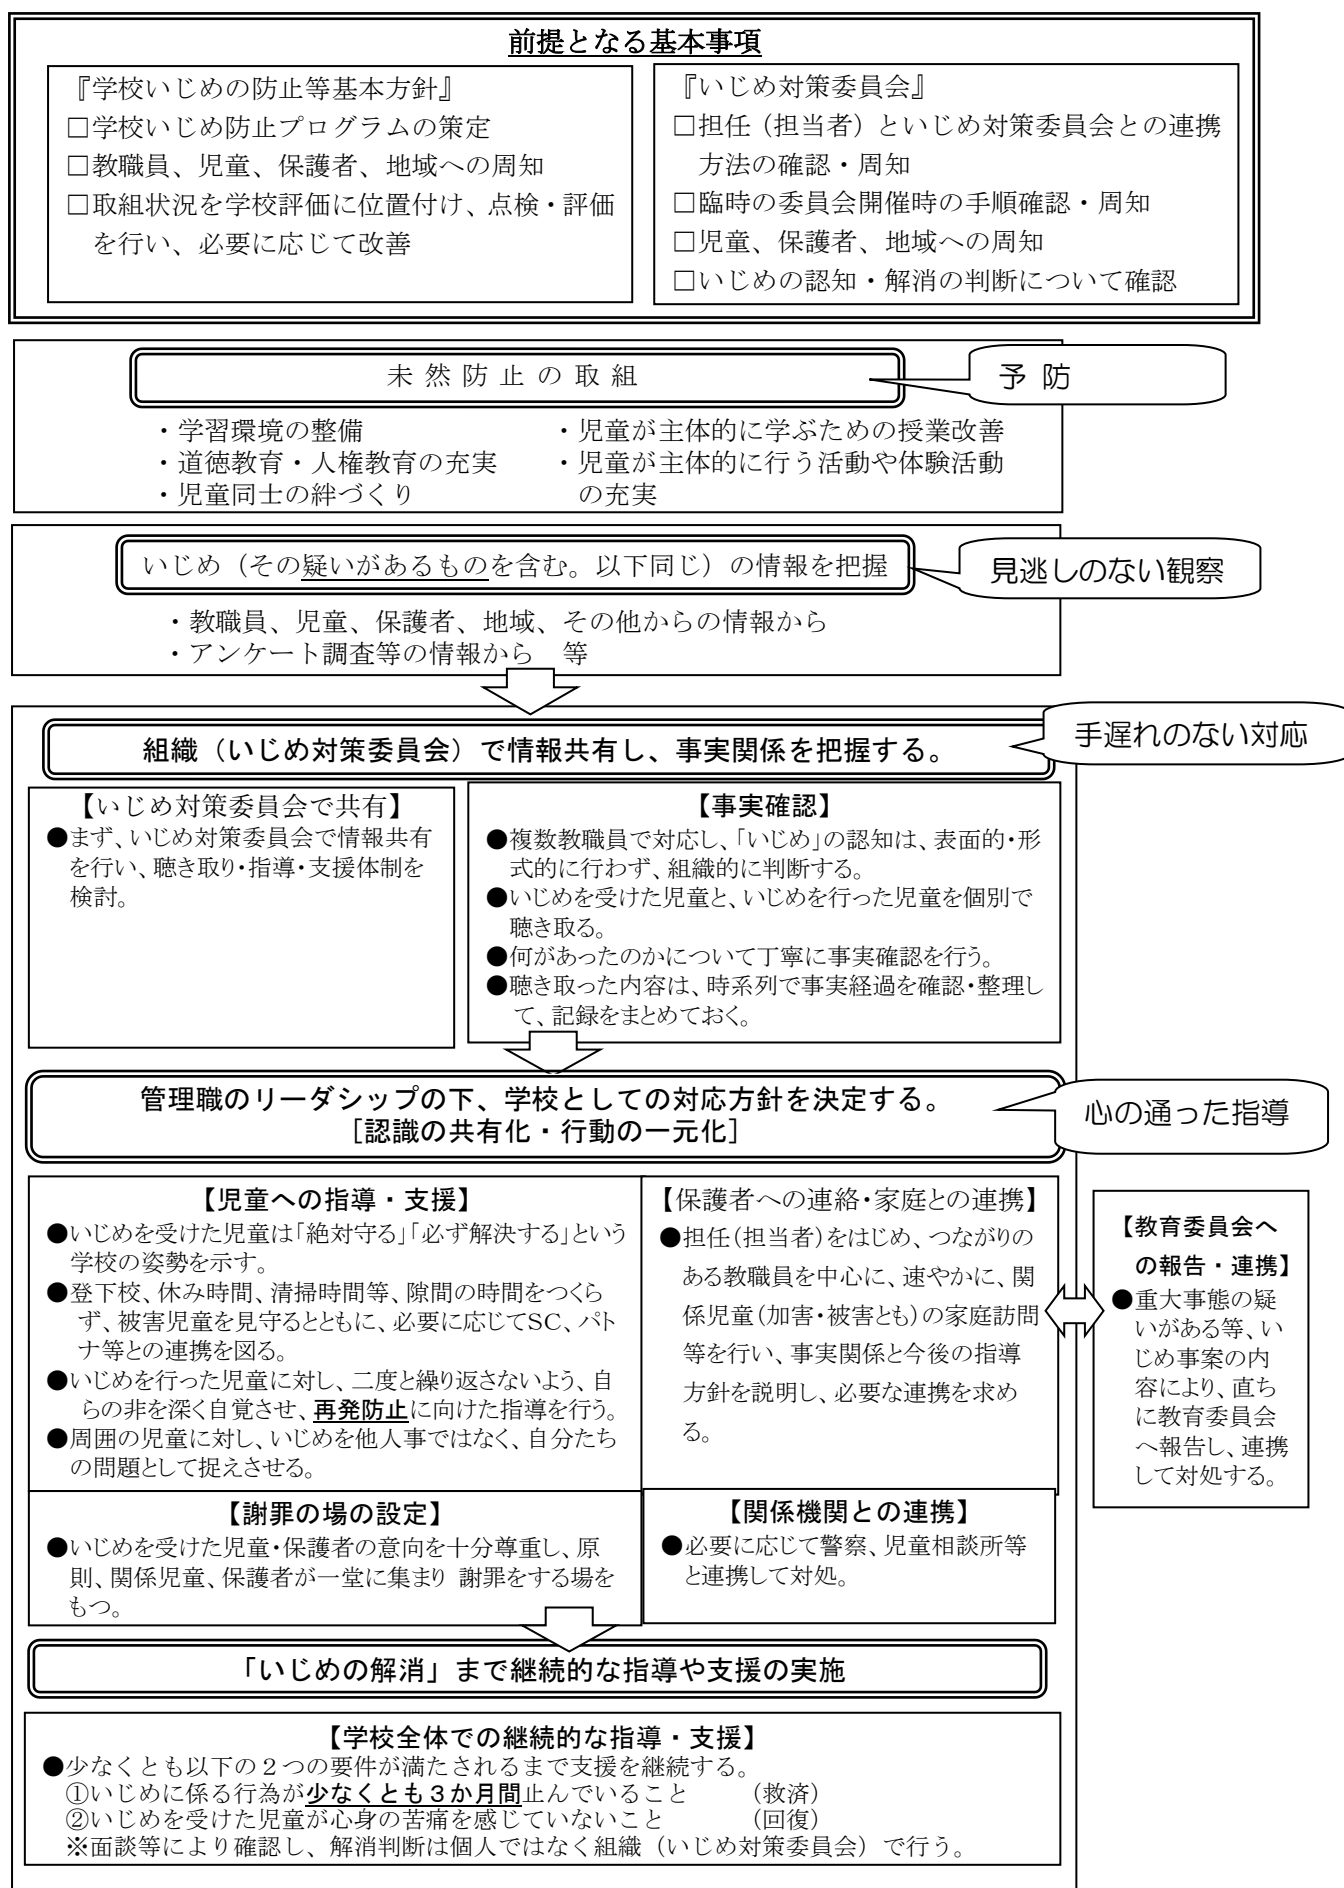 前提となる基本事項
『学校いじめの防止等基本方針』
□学校いじめ防止プログラムの策定
□教職員、児童、保護者、地域への周知
□取組状況を学校評価に位置付け、点検・評価
を行い、必要に応じて改善
『いじめ対策委員会』
□担任（担当者）といじめ対策委員会との連携
方法の確認・周知
□臨時の委員会開催時の手順確認・周知
□児童、保護者、地域への周知
□いじめの認知・解消の判断について確認
未然防止の取組
予防
・学習環境の整備
・道徳教育・人権教育の充実
・児童同士の絆づくり
・児童が主体的に学ぶための授業改善
・児童が主体的に行う活動や体験活動
の充実
いじめ（その疑いがあるものを含む。以下同じ）の情報を把握
見逃しのない観察
・教職員、児童、保護者、地域、その他からの情報から
・アンケート調査等の情報から　等
組織（いじめ対策委員会）で情報共有し、事実関係を把握する。
手遅れのない対応
【いじめ対策委員会で共有】
●まず、いじめ対策委員会で情報共有
を行い、聴き取り・指導・支援体制を
検討。
【事実確認】
●複数教職員で対応し、「いじめ」の認知は、表面的・形
式的に行わず、組織的に判断する。
●いじめを受けた児童と、いじめを行った児童を個別で
聴き取る。
●何があったのかについて丁寧に事実確認を行う。
●聴き取った内容は、時系列で事実経過を確認・整理し
て、記録をまとめておく。
管理職のリーダシップの下、学校としての対応方針を決定する。
［認識の共有化・行動の一元化］
心の通った指導
【児童への指導・支援】
●いじめを受けた児童は「絶対守る」「必ず解決する」という
学校の姿勢を示す。
●登下校、休み時間、清掃時間等、隙間の時間をつくら
ず、被害児童を見守るとともに、必要に応じてSC、パト
ナ等との連携を図る。
●いじめを行った児童に対し、二度と繰り返さないよう、自
らの非を深く自覚させ、再発防止に向けた指導を行う。
●周囲の児童に対し、いじめを他人事ではなく、自分たち
の問題として捉えさせる。
【保護者への連絡・家庭との連携】
●担任（担当者）をはじめ、つながりの
ある教職員を中心に、速やかに、関
係児童（加害・被害とも）の家庭訪問
等を行い、事実関係と今後の指導
方針を説明し、必要な連携を求め
る。
【教育委員会へ
の報告・連携】
●重大事態の疑
いがある等、い
じめ事案の内
容により、直ち
に教育委員会
へ報告し、連携
して対処する。
【謝罪の場の設定】
●いじめを受けた児童・保護者の意向を十分尊重し、原
則、関係児童、保護者が一堂に集まり 謝罪をする場を
もつ。
【関係機関との連携】
●必要に応じて警察、児童相談所等
と連携して対処。
「いじめの解消」まで継続的な指導や支援の実施
【学校全体での継続的な指導・支援】
●少なくとも以下の２つの要件が満たされるまで支援を継続する。
①いじめに係る行為が少なくとも３か月間止んでいること　　（救済）
②いじめを受けた児童が心身の苦痛を感じていないこと　　　（回復）
※面談等により確認し、解消判断は個人ではなく組織（いじめ対策委員会）で行う。